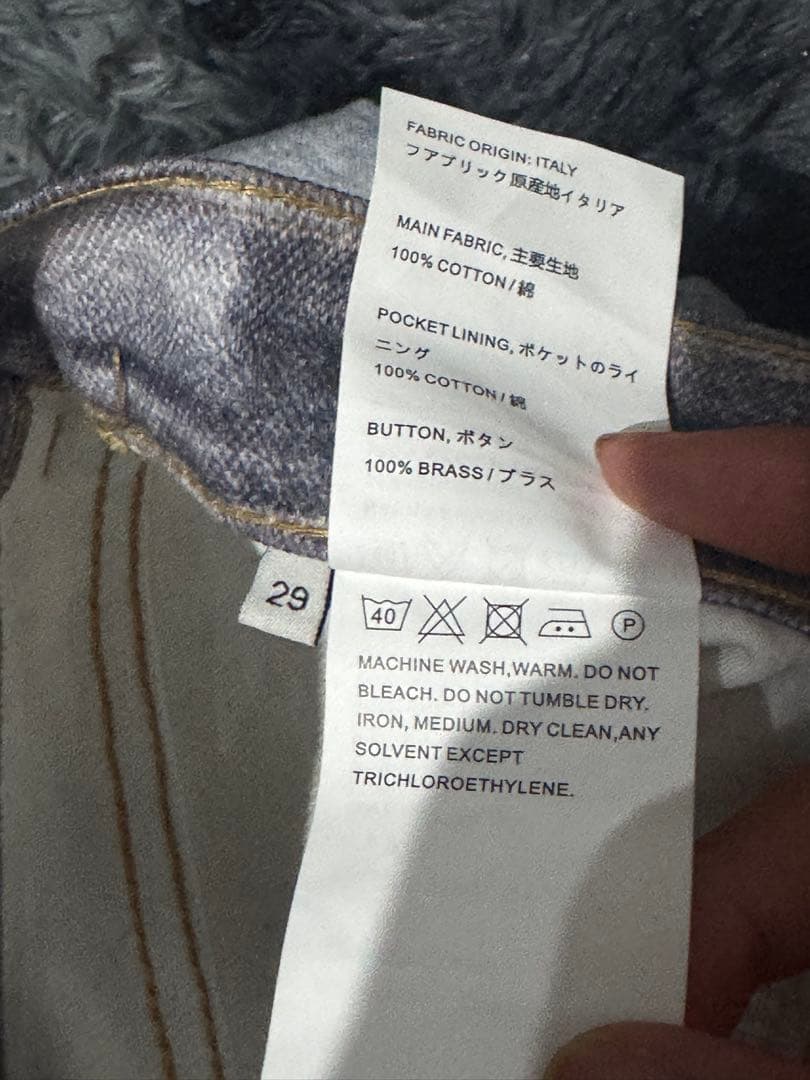 FABRIC ORIGIN: ITALY
フアブリック原産地イタリア
MAIN FABRIC, 主要生地
100% COTTON / 綿
POCKET LINING, ポケットのライ
ニング
100% COTTON / 綿
BUTTON, ボタン
100% BRASS / ブラス
29
40 P
MACHINE WASH,WARM. DO NOT
BLEACH. DO NOT TUMBLE DRY.
IRON, MEDIUM. DRY CLEAN,ANY
SOLVENT EXCEPT
TRICHLOROETHYLENE.